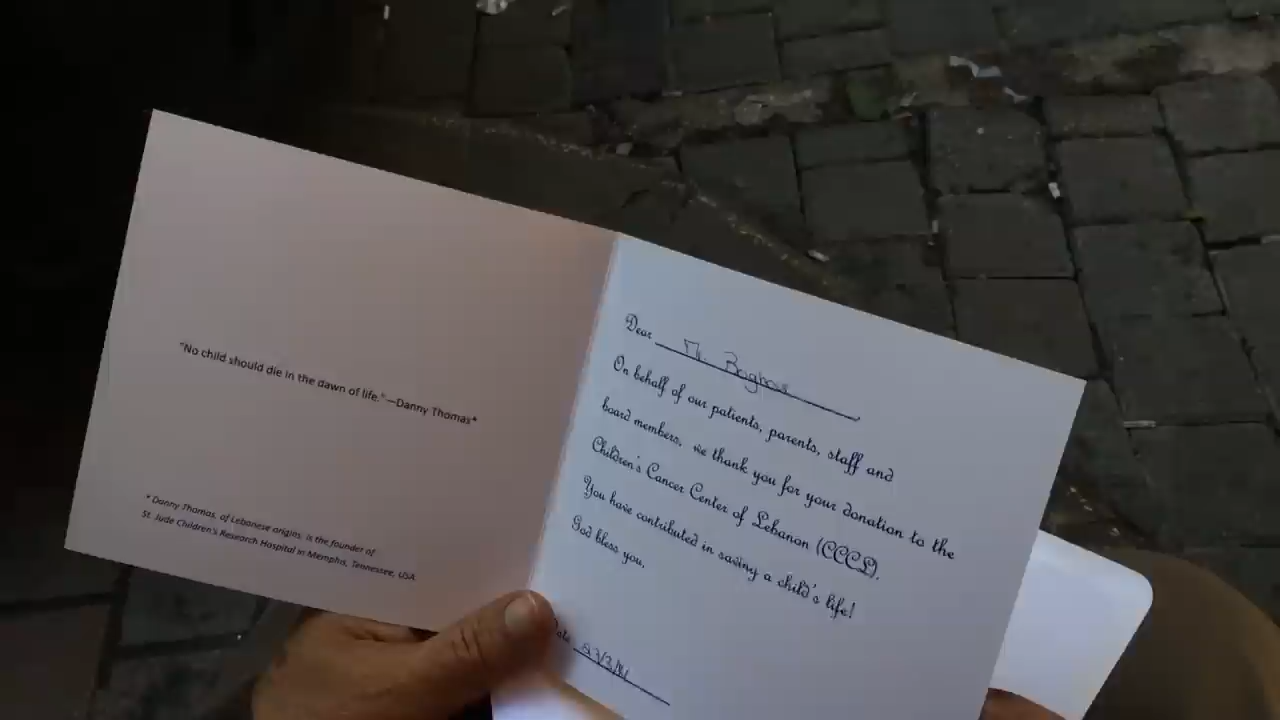 "No child should die in the dawn of life."—Danny Thomas*
* Danny Thomas, of Lebanese origins, is the founder of
St. Jude Children's Research Hospital in Memphis, Tennessee, USA
Dear Mr.
On behalf of our patients, parents, staff and
board members, we thank you for your donation to the
Children's Cancer Center of Lebanon (CCCL).
You have contributed in saving a child's life!
God bless you,
Date